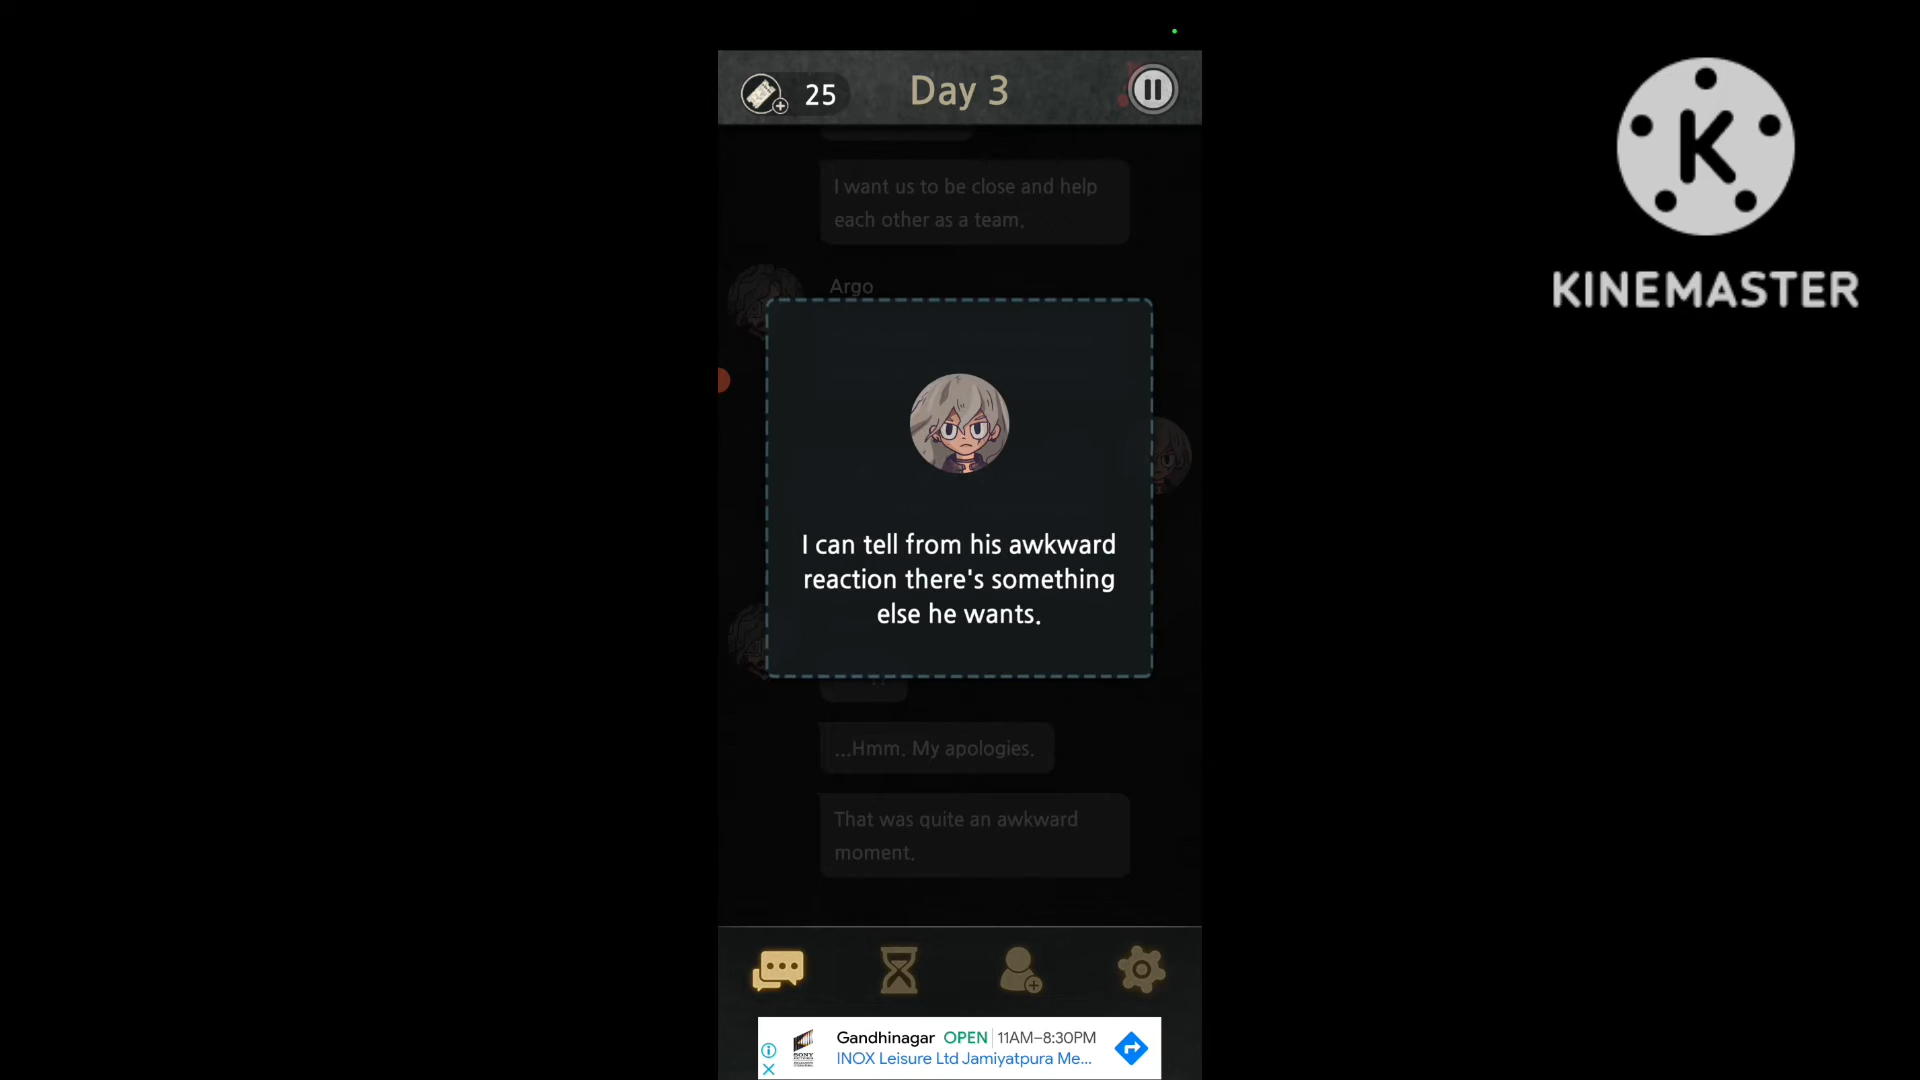 25
Day 3
K
KINEMASTER
I want us to be close and help
each other as a team.
Argo
I can tell from his awkward
reaction there's something
else he wants.
...Hmm. My apologies.
That was quite an awkward
moment.
Gandhinagar OPEN 11AM–8:30PM
INOX Leisure Ltd Jamiyatpura Me...
SONY